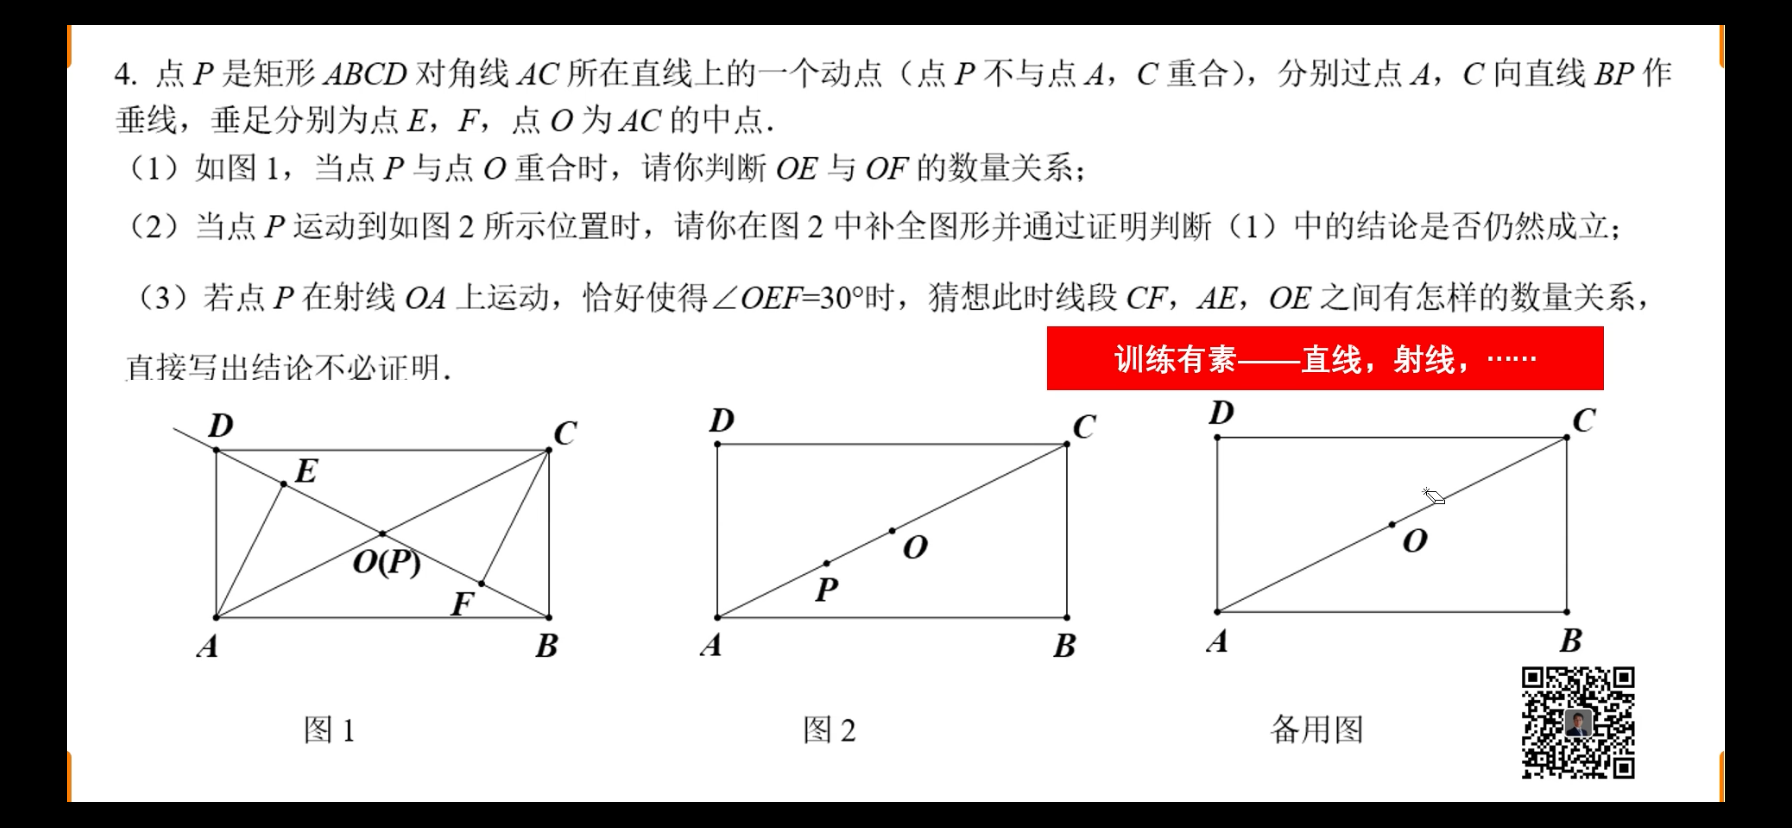 4. 点 P 是矩形 ABCD 对角线 AC 所在直线上的一个动点（点 P 不与点 A，C 重合），分别过点 A，C 向直线 BP 作
垂线，垂足分别为点 E，F，点 O 为 AC 的中点．
（1）如图 1，当点 P 与点 O 重合时，请你判断 OE 与 OF 的数量关系；
（2）当点 P 运动到如图 2 所示位置时，请你在图 2 中补全图形并通过证明判断（1）中的结论是否仍然成立；
（3）若点 P 在射线 OA 上运动，恰好使得∠OEF=30°时，猜想此时线段 CF，AE，OE 之间有怎样的数量关系，
直接写出结论不必证明．
训练有素——直线，射线，……
D
C
E
O(P)
F
A
B
图 1
D
C
O
P
A
B
图 2
D
C
O
A
B
备用图